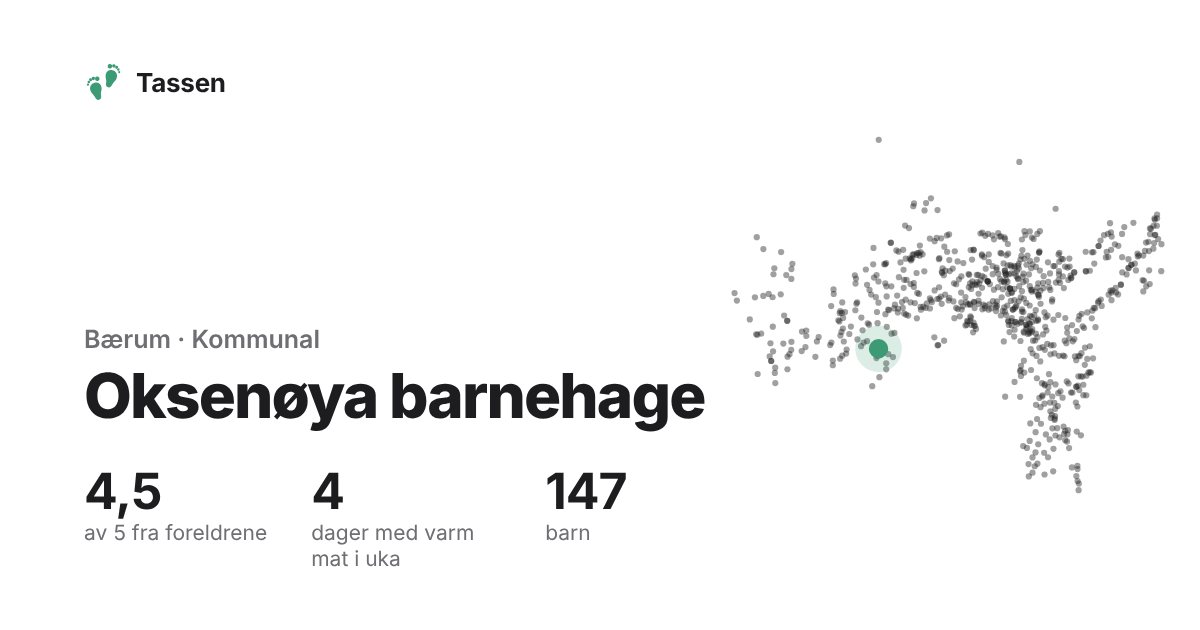 Tassen
Bærum · Kommunal
Oksenøya barnehage
4,5
av 5 fra foreldrene
4
dager med varm
mat i uka
147
barn